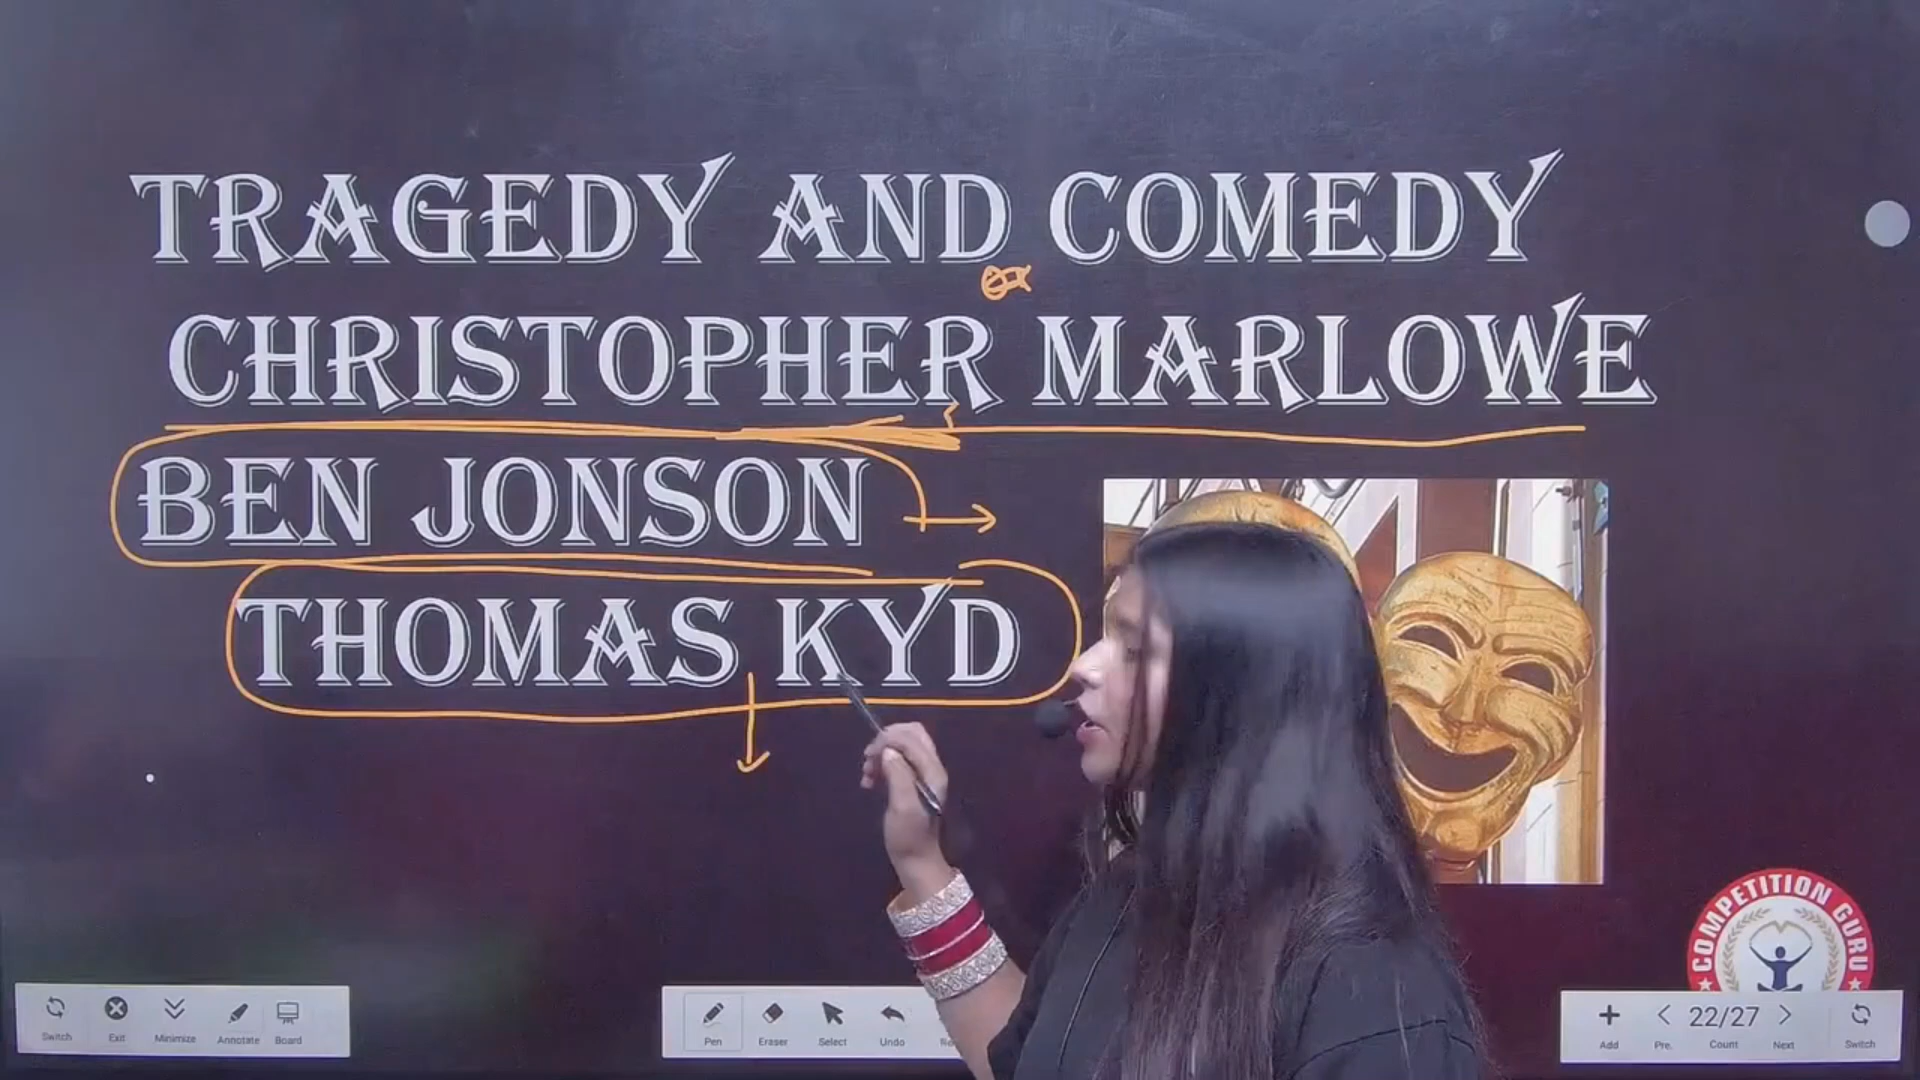 TRAGEDY AND COMEDY
CHRISTOPHER MARLOWE
BEN JONSON
THOMAS KYD
COMPETITION GURU
Switch Exit Minimize Annotate Board
Pen Eraser Select Undo
Add Pre. 22/27 Count Next Switch